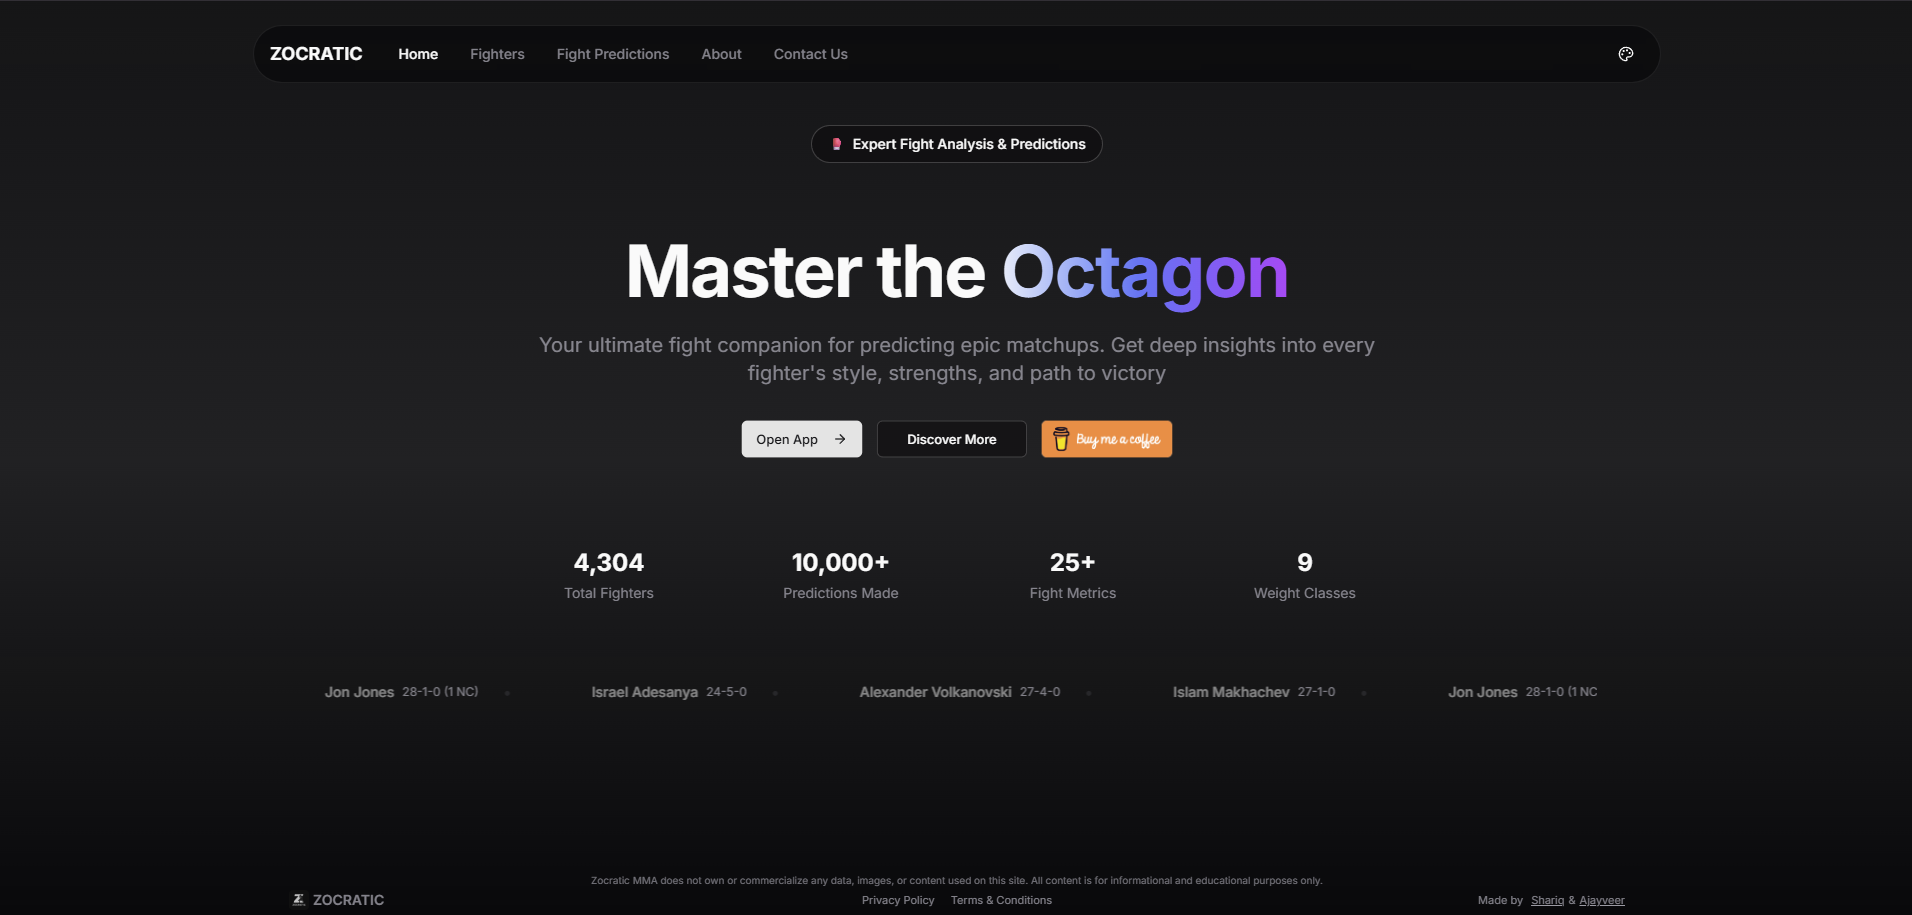 ZOCRATIC Home Fighters Fight Predictions About Contact Us
Expert Fight Analysis & Predictions
Master the Octagon
Your ultimate fight companion for predicting epic matchups. Get deep insights into every
fighter's style, strengths, and path to victory
Open App Discover More Buy me a coffee
4,304 10,000+ 25+ 9
Total Fighters Predictions Made Fight Metrics Weight Classes
Jon Jones 28-1-0 (1 NC) Israel Adesanya 24-5-0 Alexander Volkanovski 27-4-0 Islam Makhachev 27-1-0 Jon Jones 28-1-0 (1 NC
Zocratic MMA does not own or commercialize any data, images, or content used on this site. All content is for informational and educational purposes only.
ZOCRATIC Privacy Policy Terms & Conditions Made by Shariq & Ajayveer